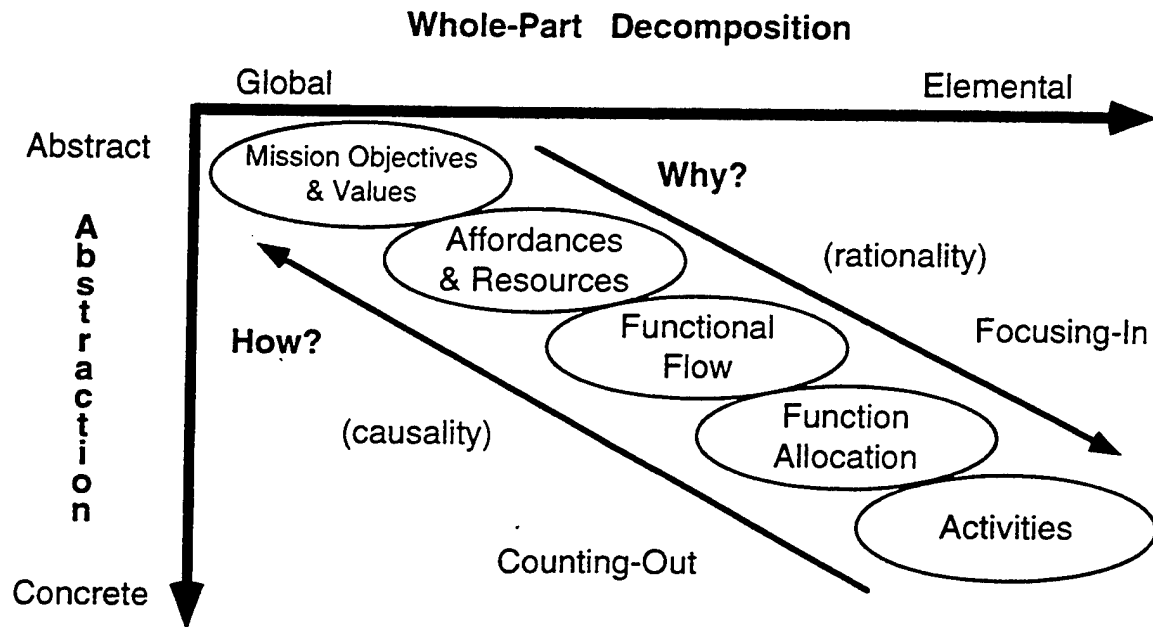 Whole-Part Decomposition
Global
Elemental
Abstract
Mission Objectives
& Values
Why?
Affordances
& Resources
(rationality)
Abstraction
How?
Functional
Flow
Focusing-In
(causality)
Function
Allocation
Activities
Counting-Out
Concrete